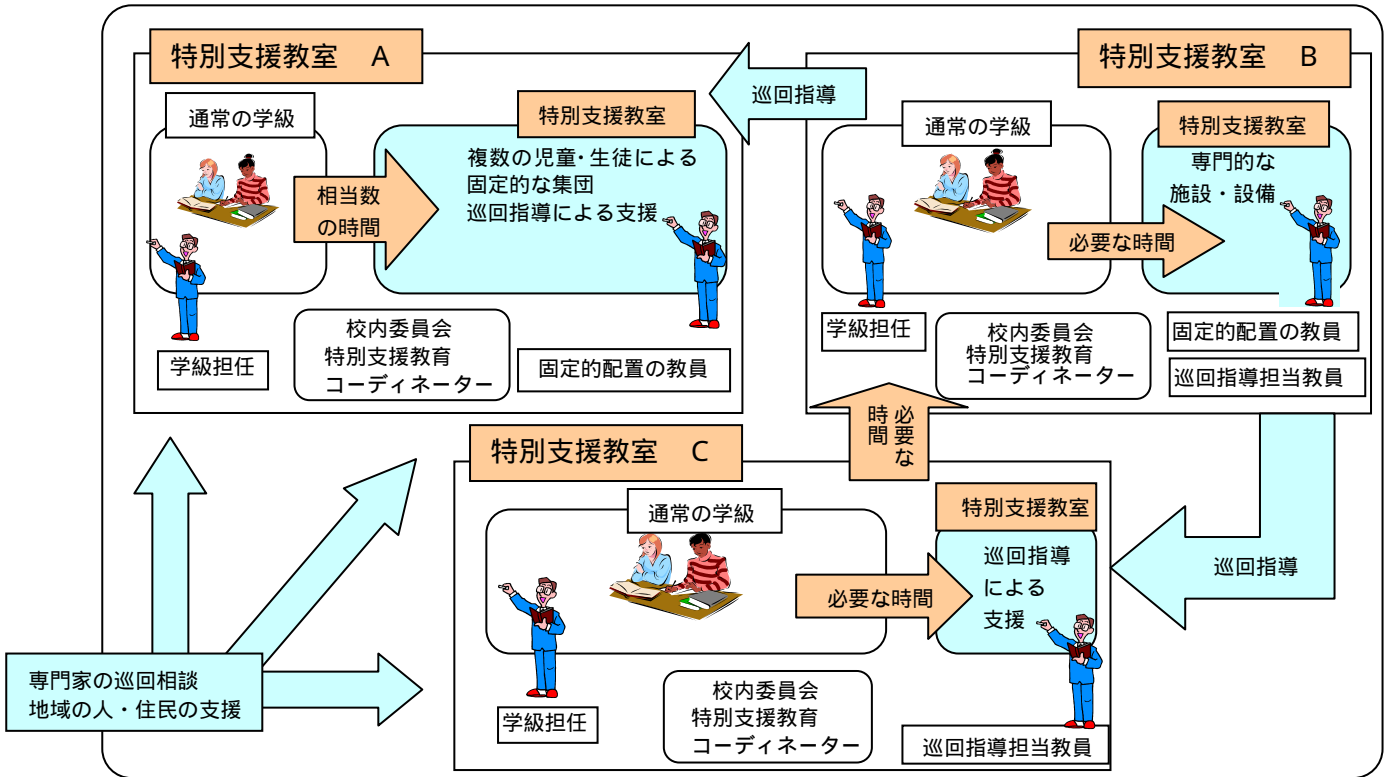 特別支援教室　A
通常の学級
特別支援教室
相当数
の時間
複数の児童・生徒による
固定的な集団
巡回指導による支援
学級担任
校内委員会
特別支援教育
コーディネーター
固定的配置の教員
巡回指導
特別支援教室　B
通常の学級
特別支援教室
専門的な
施設・設備
必要な時間
学級担任
校内委員会
特別支援教育
コーディネーター
固定的配置の教員
巡回指導担当教員
必要な
時間
特別支援教室　C
通常の学級
特別支援教室
必要な時間
巡回指導
による
支援
学級担任
校内委員会
特別支援教育
コーディネーター
巡回指導担当教員
巡回指導
専門家の巡回相談
地域の人・住民の支援